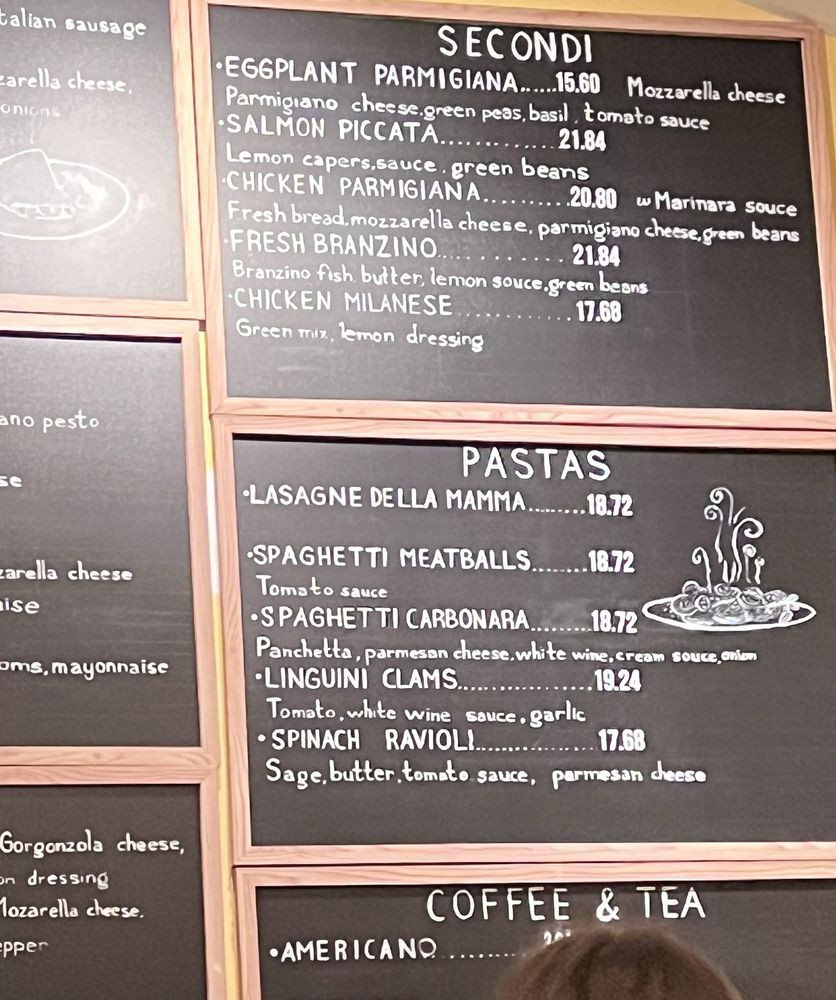 talian sausage
zarella cheese,
onions
ano pesto
se
zarella cheese
aise
oms, mayonnaise
Gorgonzola cheese,
on dressing
Mozarella cheese.
epper
SECONDI
·EGGPLANT PARMIGIANA......15.60 Mozzarella cheese
Parmigiano cheese,green peas, basil, tomato sauce
·SALMON PICCATA.............21.84
Lemon capers,sauce, green beans
·CHICKEN PARMIGIANA..........20.80 w Marinara souce
Fresh bread,mozzarella cheese, parmigiano cheese,green beans
·FRESH BRANZINO............. 21.84
Branzino fish, butter, lemon souce,green beans
·CHICKEN MILANESE............17.68
Green mix, lemon dressing
PASTAS
·LASAGNE DELLA MAMMA........18.72
·SPAGHETTI MEATBALLS........18.72
Tomato sauce
·SPAGHETTI CARBONARA.........18.72
Panchetta, parmesan cheese,white wine,cream souce,onion
·LINGUINI CLAMS..................19.24
Tomato,white wine sauce, garlic
·SPINACH RAVIOLI................17.68
Sage,butter,tomato sauce, parmesan cheese
COFFEE & TEA
·AMERICANO.........